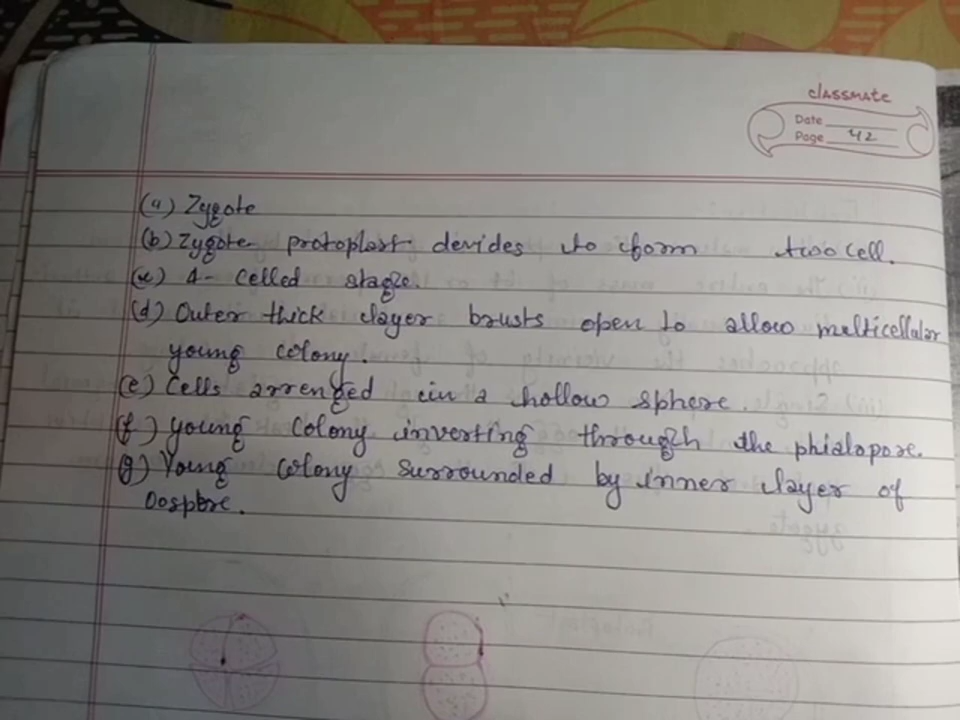 classmate
Date
Page 42
(a) Zygote
(b) Zygote protoplast devides to form two cell.
(c) 4-celled stage.
(d) Outer thick layer brusts open to allow melticellular
young colony
(e) Cells arrenged in a hollow sphere.
(f) young colony inverting through the phialopore.
(g) Young colony surrounded by inner layer of
Oospore.